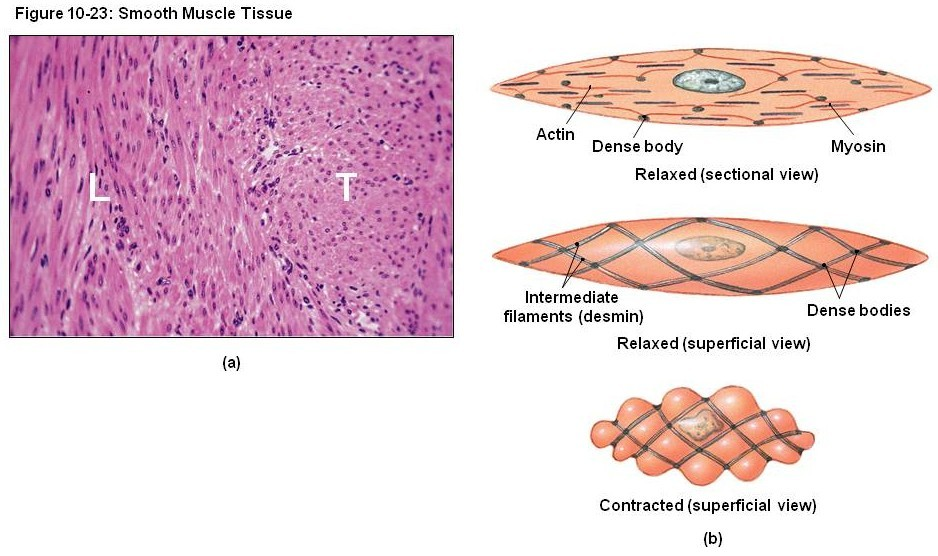 Figure 10-23: Smooth Muscle Tissue
L
T
(a)
Actin
Dense body
Myosin
Relaxed (sectional view)
Intermediate
filaments (desmin)
Dense bodies
Relaxed (superficial view)
Contracted (superficial view)
(b)